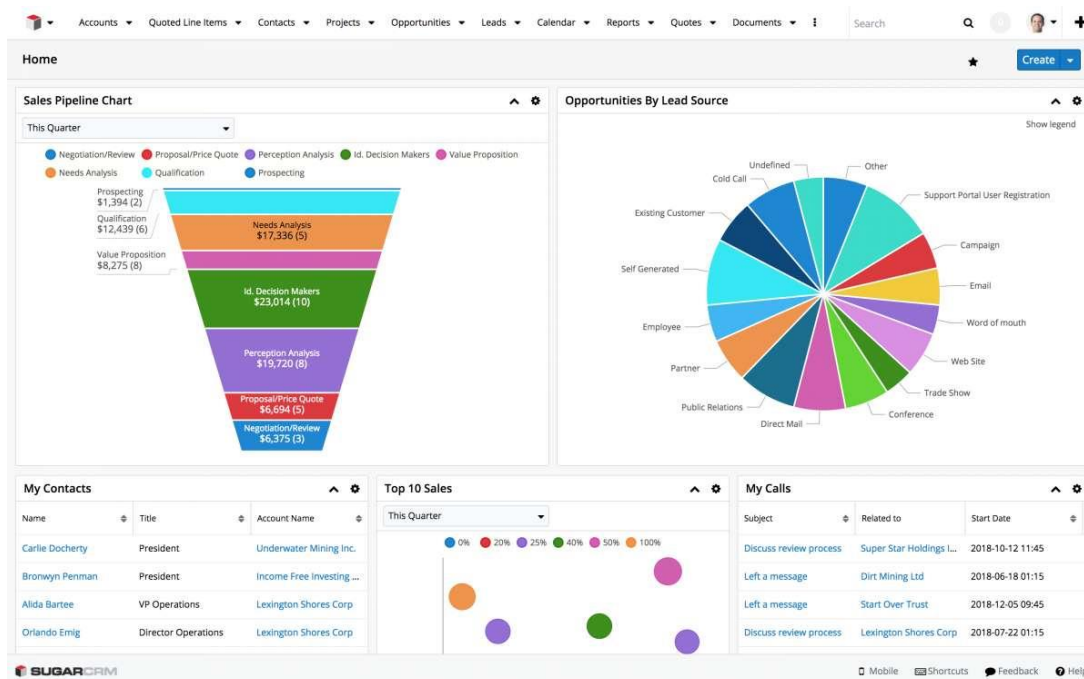 Accounts Quoted Line Items Contacts Projects Opportunities Leads Calendar Reports Quotes Documents Search
Home Create
Sales Pipeline Chart
This Quarter
Negotiation/Review Proposal/Price Quote Perception Analysis Id. Decision Makers Value Proposition
Needs Analysis Qualification Prospecting
Prospecting
$1,394 (2)
Qualification
$12,439 (6)
Needs Analysis
$17,336 (5)
Value Proposition
$8,275 (8)
Id. Decision Makers
$23,014 (10)
Perception Analysis
$19,720 (8)
Proposal/Price Quote
$6,694 (5)
Negotiation/Review
$6,375 (3)
Opportunities By Lead Source
Show legend
Undefined
Other
Cold Call
Support Portal User Registration
Existing Customer
Campaign
Self Generated
Email
Employee
Word of mouth
Partner
Web Site
Public Relations
Trade Show
Direct Mail
Conference
My Contacts
Name Title Account Name
Carlie Docherty President Underwater Mining Inc.
Bronwyn Penman President Income Free Investing ...
Alida Bartee VP Operations Lexington Shores Corp
Orlando Emig Director Operations Lexington Shores Corp
Top 10 Sales
This Quarter
0% 20% 25% 40% 50% 100%
My Calls
Subject Related to Start Date
Discuss review process Super Star Holdings I... 2018-10-12 11:45
Left a message Dirt Mining Ltd 2018-06-18 01:15
Left a message Start Over Trust 2018-12-05 09:45
Discuss review process Lexington Shores Corp 2018-07-22 01:15
SUGARCRM Mobile Shortcuts Feedback Help